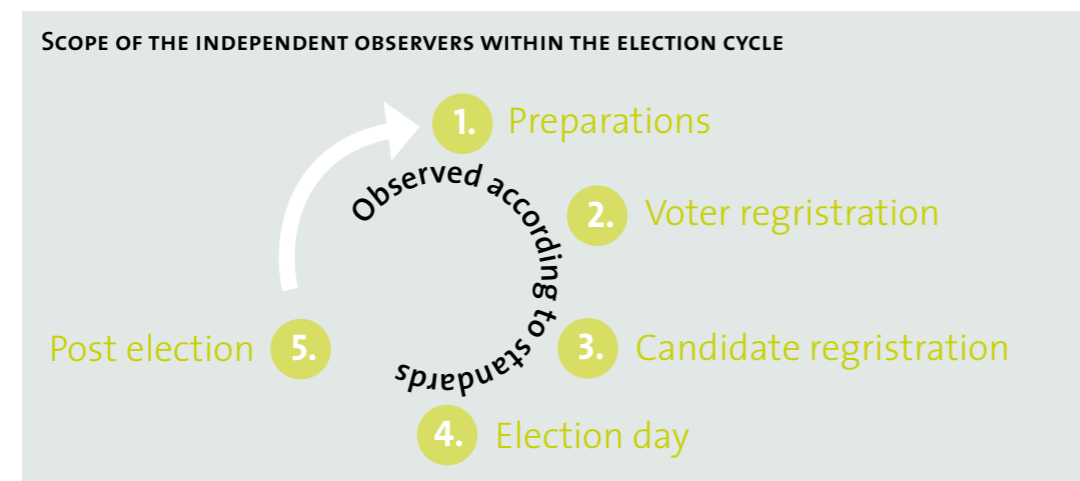 SCOPE OF THE INDEPENDENT OBSERVERS WITHIN THE ELECTION CYCLE
1. Preparations
Observed according to standards
2. Voter regristration
3. Candidate regristration
4. Election day
Post election 5.